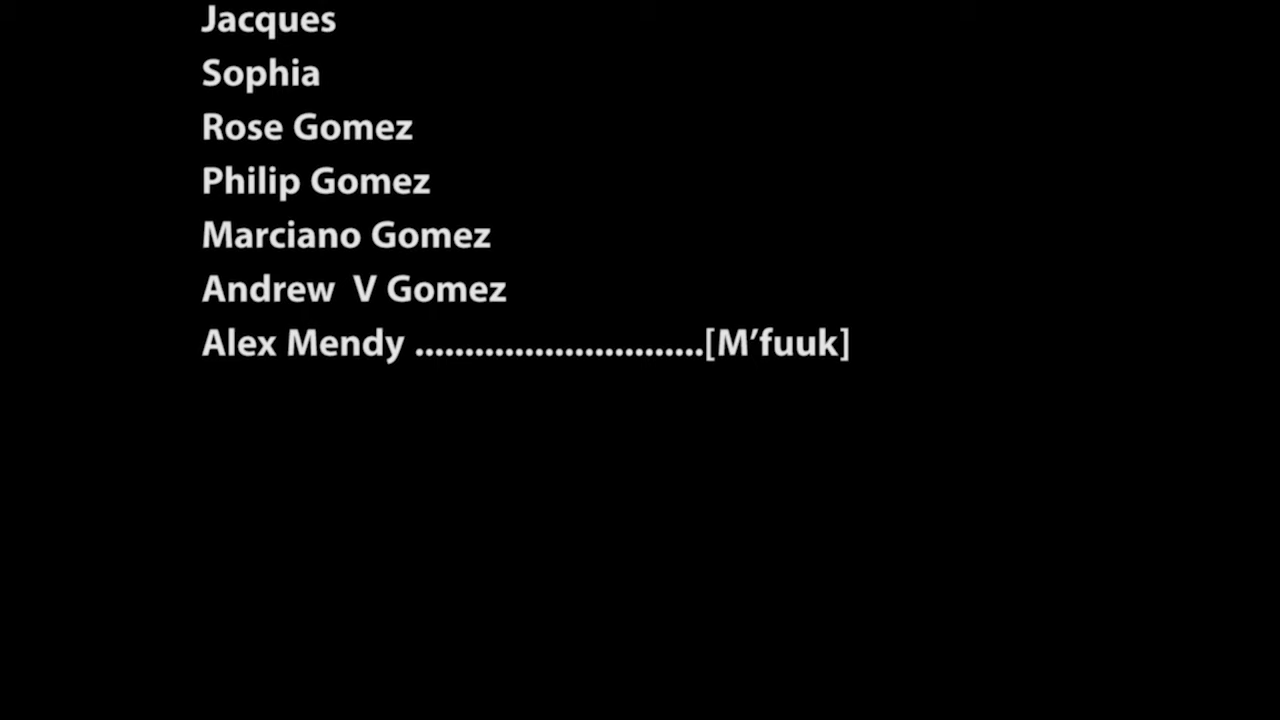 Jacques
Sophia
Rose Gomez
Philip Gomez
Marciano Gomez
Andrew  V Gomez
Alex Mendy .............................[M’fuuk]